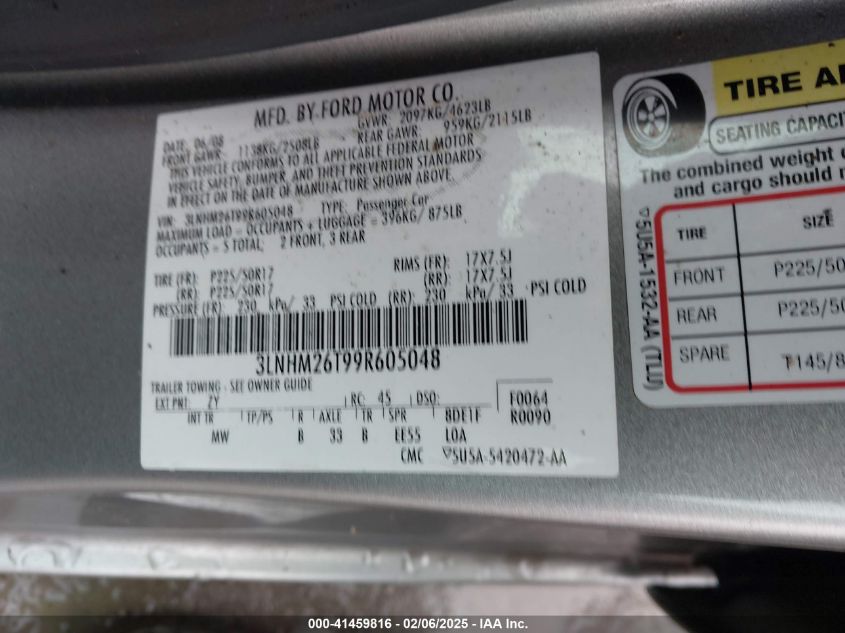 MFD. BY FORD MOTOR CO.
DATE: 06/08 GVWR: 2097KG/4623LB
FRONT GAWR: 1138KG/2508LB REAR GAWR: 959KG/2115LB
THIS VEHICLE CONFORMS TO ALL APPLICABLE FEDERAL MOTOR
VEHICLE SAFETY, BUMPER, AND THEFT PREVENTION STANDARDS
IN EFFECT ON THE DATE OF MANUFACTURE SHOWN ABOVE.
VIN: 3LNHM26T99R605048 TYPE: Passenger Car
MAXIMUM LOAD = OCCUPANTS + LUGGAGE = 396KG/ 875LB
OCCUPANTS = 5 TOTAL; 2 FRONT, 3 REAR
TIRE (FR): P225/50R17 RIMS (FR): 17X7.5J
(RR): P225/50R17 (RR): 17X7.5J
PRESSURE (FR): 230 kPa/ 33 PSI COLD (RR): 230 kPa/ 33 PSI COLD
3LNHM26T99R605048
TRAILER TOWING - SEE OWNER GUIDE
EXT PNT: ZY RC: 45 DSO: F0064
INT TR TP/PS R AXLE TR SPR 8DE1F R0090
MW B 33 B EE55 LOA
CMC ▽5U5A-5420472-AA
TIRE A
SEATING CAPACIT
The combined weight
and cargo should
TIRE SIZE
FRONT P225/50
REAR P225/50
SPARE T145/8
▽5U5A-1532-AA (TLU)
000-41459816 - 02/06/2025 - IAA Inc.